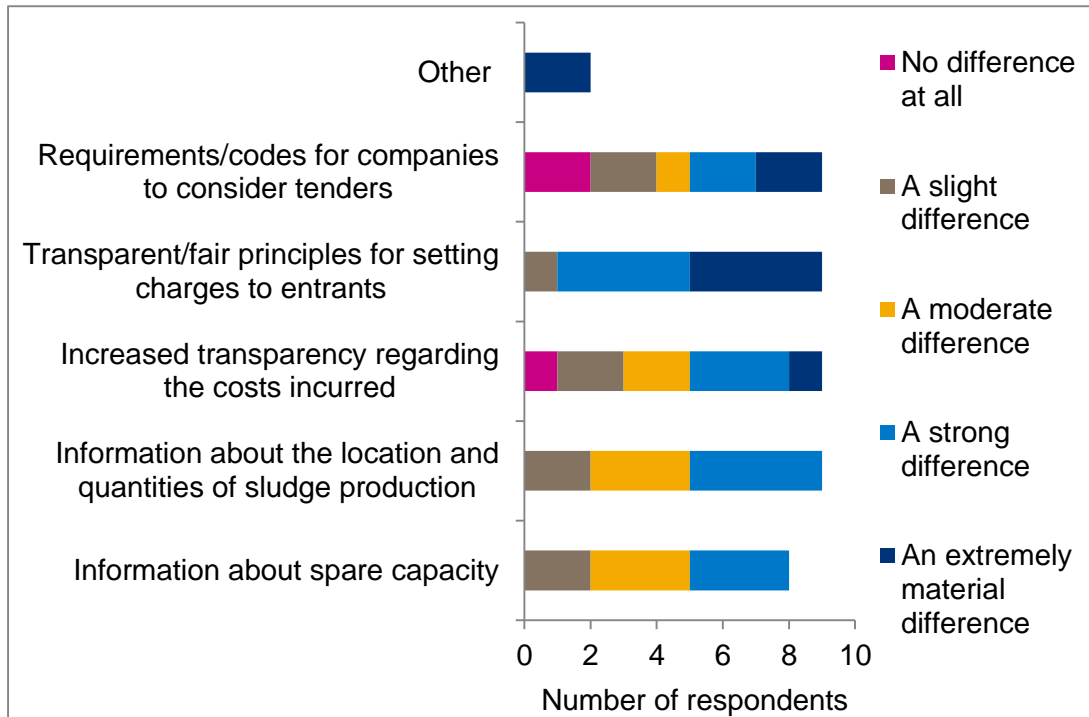 Other
Requirements/codes for companies
to consider tenders
Transparent/fair principles for setting
charges to entrants
Increased transparency regarding
the costs incurred
Information about the location and
quantities of sludge production
Information about spare capacity
0 2 4 6 8 10
Number of respondents
No difference
at all
A slight
difference
A moderate
difference
A strong
difference
An extremely
material
difference